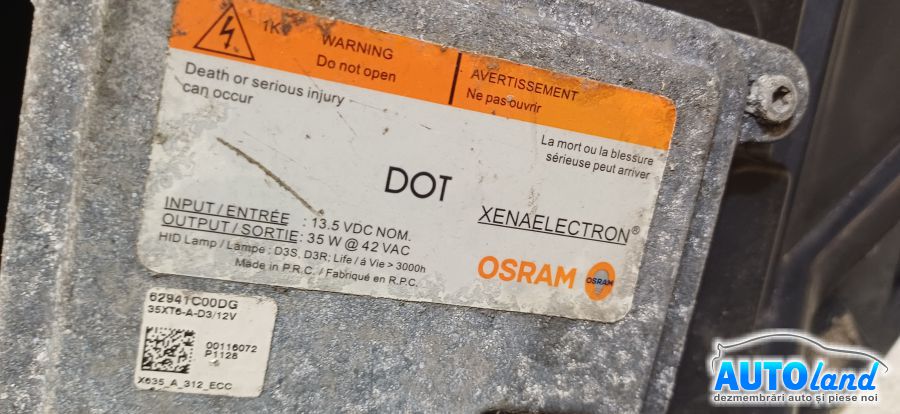 1K
WARNING
Do not open
Death or serious injury
can occur
AVERTISSEMENT
Ne pas ouvrir
La mort ou la blessure
sérieuse peut arriver
DOT
XENAELECTRON®
INPUT/ENTRÉE : 13.5 VDC NOM.
OUTPUT/SORTIE: 35 W @ 42 VAC
HID Lamp / Lampe : D3S, D3R; Life / à Vie > 3000h
Made in P.R.C. / Fabriqué en R.P.C.
OSRAM
OSRAM
62941C00DG
35XT6-A-D3/12V
00116072
P1128
X635_A_312_ECC
AUTOland
dezmembrări auto și piese noi